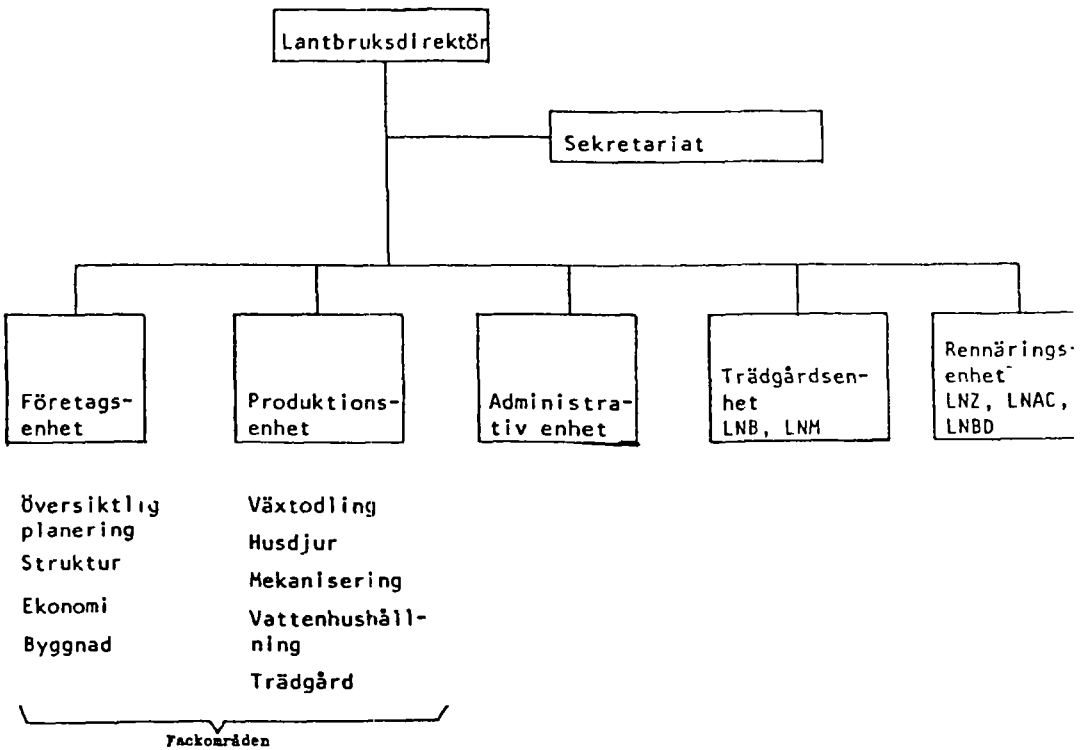 Lantbruksdirektör
Sekretariat
Företags-
enhet
Produktions-
enhet
Administra-
tiv enhet
Trädgårdsen-
het
LNB, LNM
Rennärings-
enhet
LNZ, LNAC,
LNBD
Översiktlig
planering
Struktur
Ekonomi
Byggnad
Växtodling
Husdjur
Mekanisering
Vattenhushåll-
ning
Trädgård
Fackområden